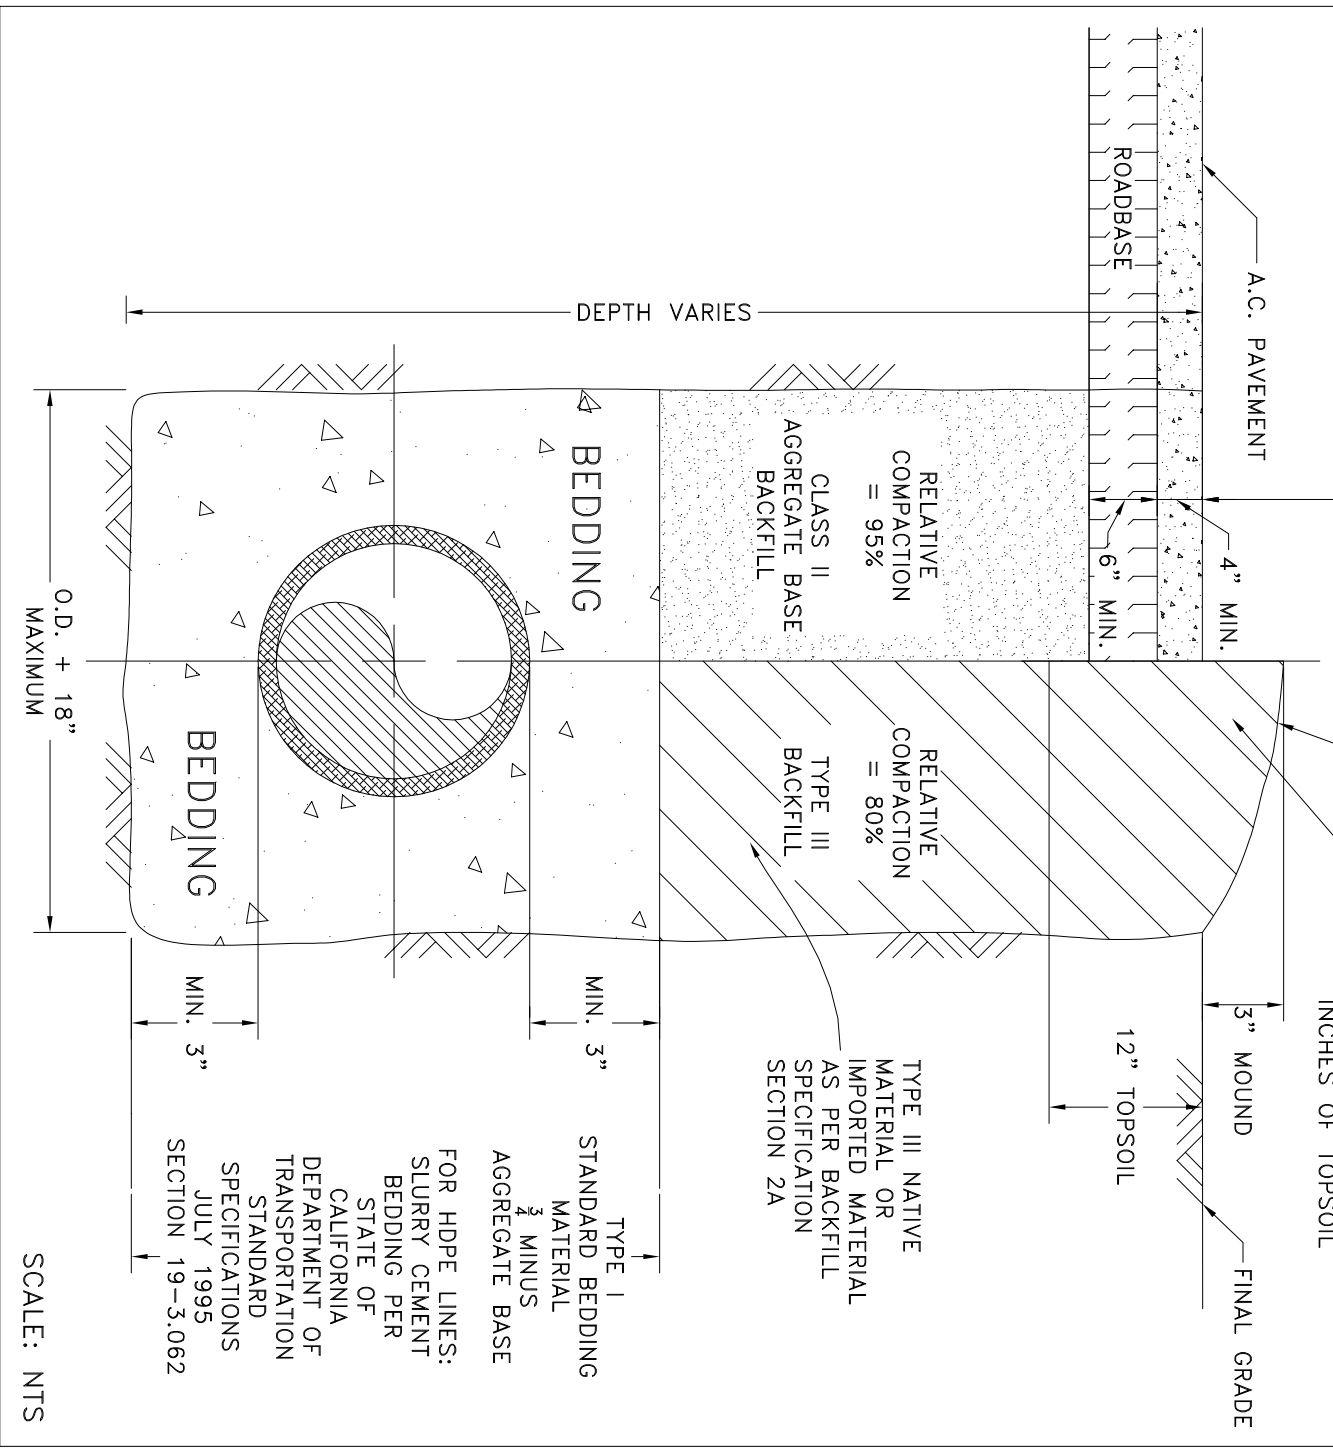 INCHES OF TOPSOIL
A.C. PAVEMENT
4" MIN.
3" MOUND
FINAL GRADE
ROADBASE
6" MIN.
12" TOPSOIL
RELATIVE
COMPACTION
= 95%
CLASS II
AGGREGATE BASE
BACKFILL
RELATIVE
COMPACTION
= 80%
TYPE III
BACKFILL
TYPE III NATIVE
MATERIAL OR
IMPORTED MATERIAL
AS PER BACKFILL
SPECIFICATION
SECTION 2A
DEPTH VARIES
BEDDING
MIN. 3"
TYPE I
STANDARD BEDDING
MATERIAL
3/4 MINUS
AGGREGATE BASE
FOR HDPE LINES:
SLURRY CEMENT
BEDDING PER
STATE OF
CALIFORNIA
DEPARTMENT OF
TRANSPORTATION
STANDARD
SPECIFICATIONS
JULY 1995
SECTION 19-3.062
BEDDING
MIN. 3"
O.D. + 18"
MAXIMUM
SCALE: NTS